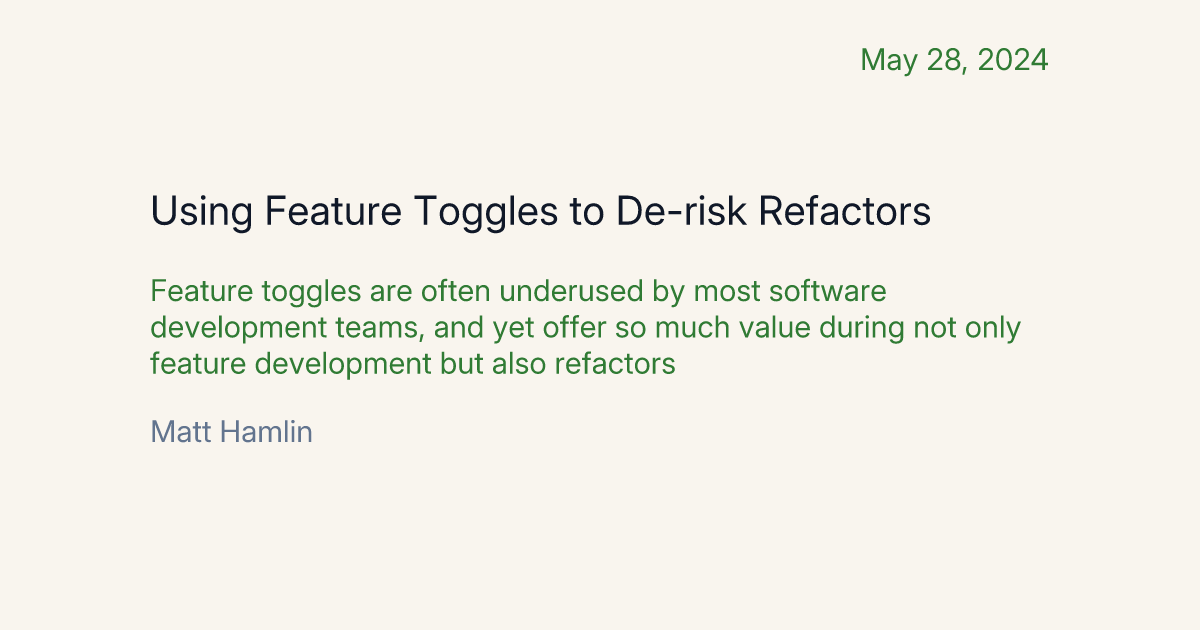 May 28, 2024
Using Feature Toggles to De-risk Refactors
Feature toggles are often underused by most software
development teams, and yet offer so much value during not only
feature development but also refactors
Matt Hamlin